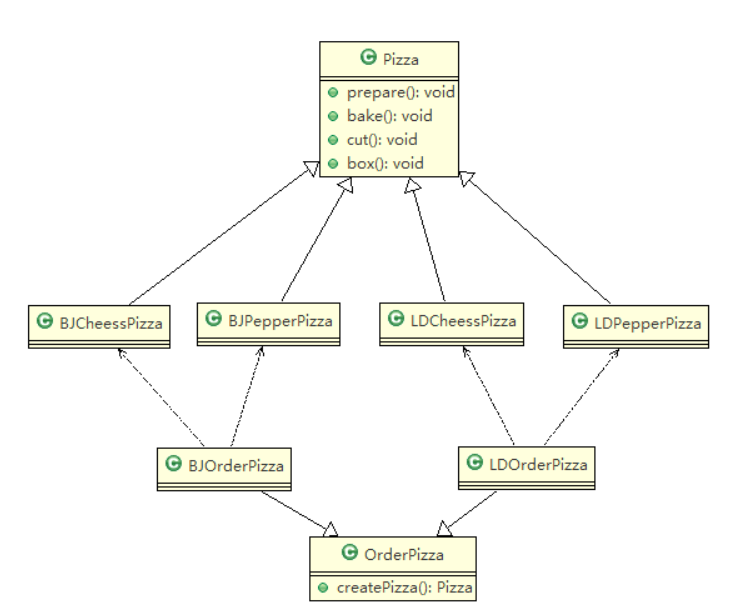 Pizza
prepare(): void
bake(): void
cut(): void
box(): void
BJCheessPizza
BJPepperPizza
LDCheessPizza
LDPepperPizza
BJOrderPizza
LDOrderPizza
OrderPizza
createPizza(): Pizza